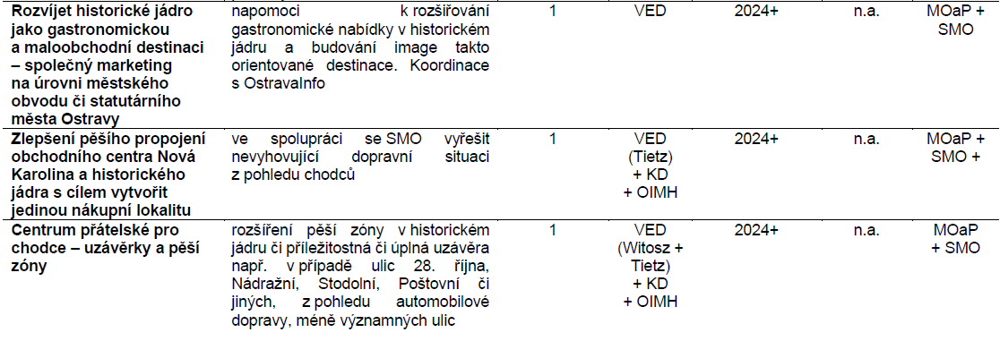 Rozvíjet historické jádro
jako gastronomickou
a maloobchodní destinaci
– společný marketing
na úrovni městského
obvodu či statutárního
města Ostravy
napomoci k rozšiřování
gastronomické nabídky v historickém
jádru a budování image takto
orientované destinace. Koordinace
s OstravaInfo
1
VED
2024+
n.a.
MOaP +
SMO
Zlepšení pěšího propojení
obchodního centra Nová
Karolina a historického
jádra s cílem vytvořit
jedinou nákupní lokalitu
ve spolupráci se SMO vyřešit
nevyhovující dopravní situaci
z pohledu chodců
1
VED
(Tietz)
+ KD
+ OIMH
2024+
n.a.
MOaP +
SMO +
Centrum přátelské pro
chodce – uzávěrky a pěší
zóny
rozšíření pěší zóny v historickém
jádru či příležitostná či úplná uzávěra
např. v případě ulic 28. října,
Nádražní, Stodolní, Poštovní či
jiných, z pohledu automobilové
dopravy, méně významných ulic
1
VED
(Witosz +
Tietz)
+ KD
+ OIMH
2024+
n.a.
MOaP
+ SMO